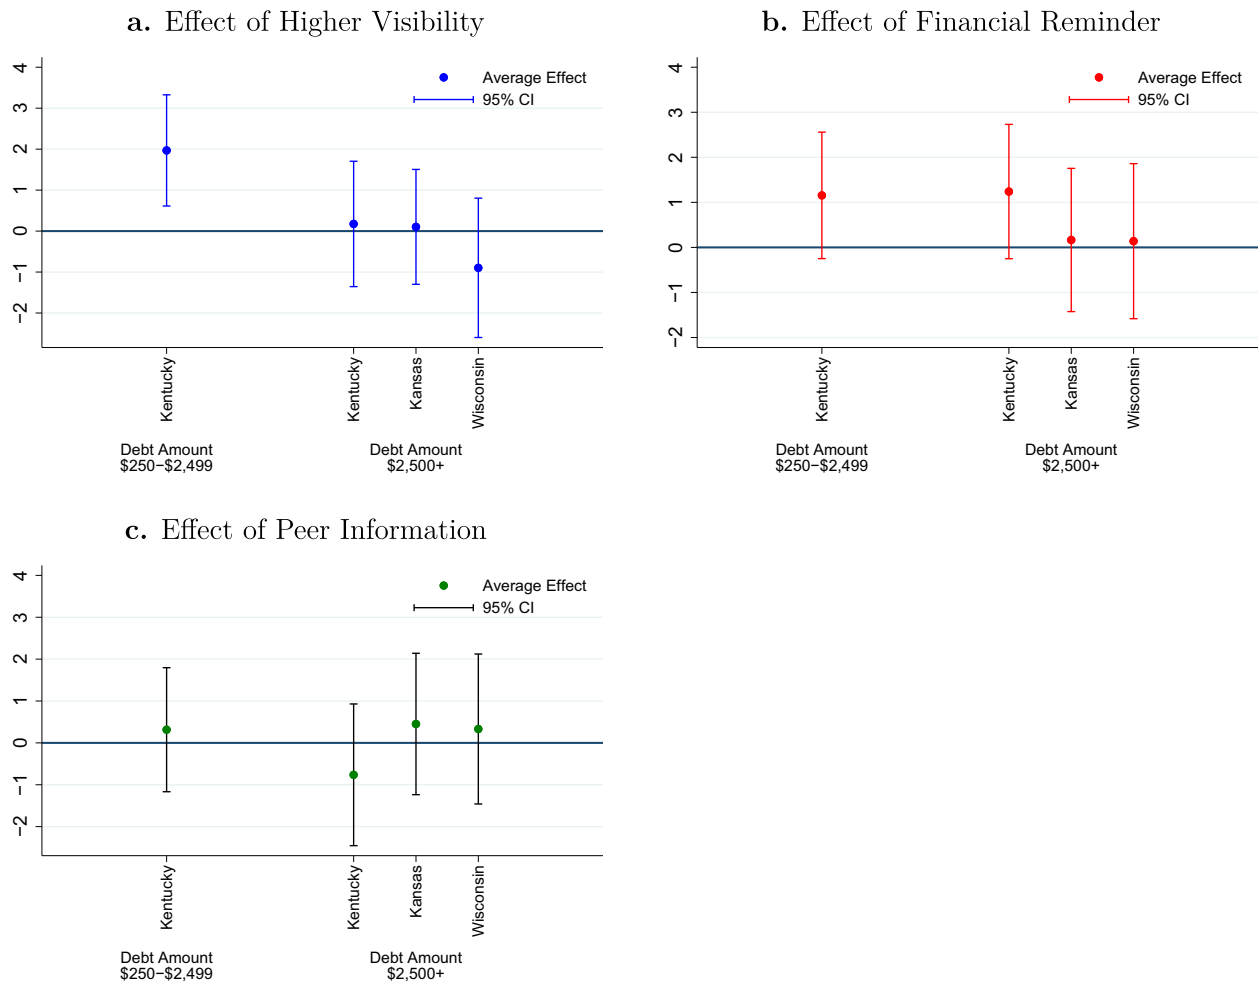 a. Effect of Higher Visibility
4
3
2
1
0
−1
−2
Average Effect
95% CI
Kentucky
Kentucky
Kansas
Wisconsin
Debt Amount
$250−$2,499
Debt Amount
$2,500+
b. Effect of Financial Reminder
4
3
2
1
0
−1
−2
Average Effect
95% CI
Kentucky
Kentucky
Kansas
Wisconsin
Debt Amount
$250−$2,499
Debt Amount
$2,500+
c. Effect of Peer Information
4
3
2
1
0
−1
−2
Average Effect
95% CI
Kentucky
Kentucky
Kansas
Wisconsin
Debt Amount
$250−$2,499
Debt Amount
$2,500+